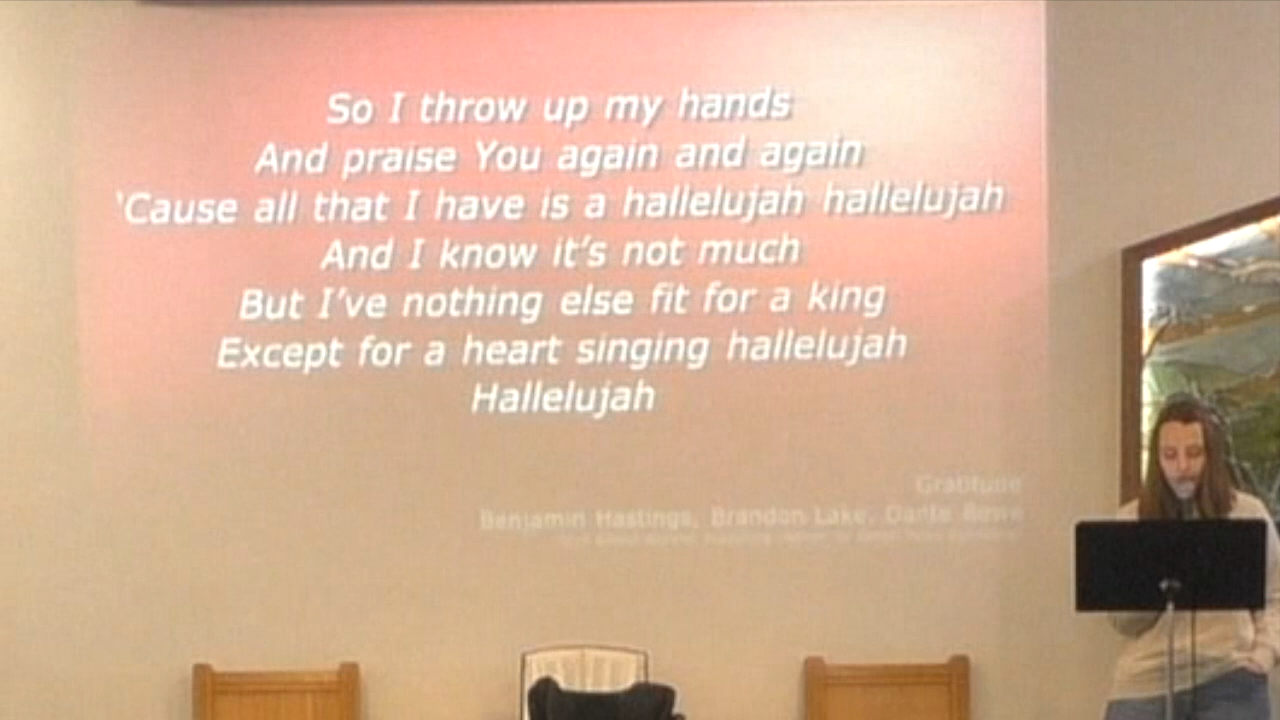 So I throw up my hands
And praise You again and again
‘Cause all that I have is a hallelujah hallelujah
And I know it’s not much
But I’ve nothing else fit for a king
Except for a heart singing hallelujah
Hallelujah
Gratitude
Benjamin Hastings, Brandon Lake, Dante Bowe